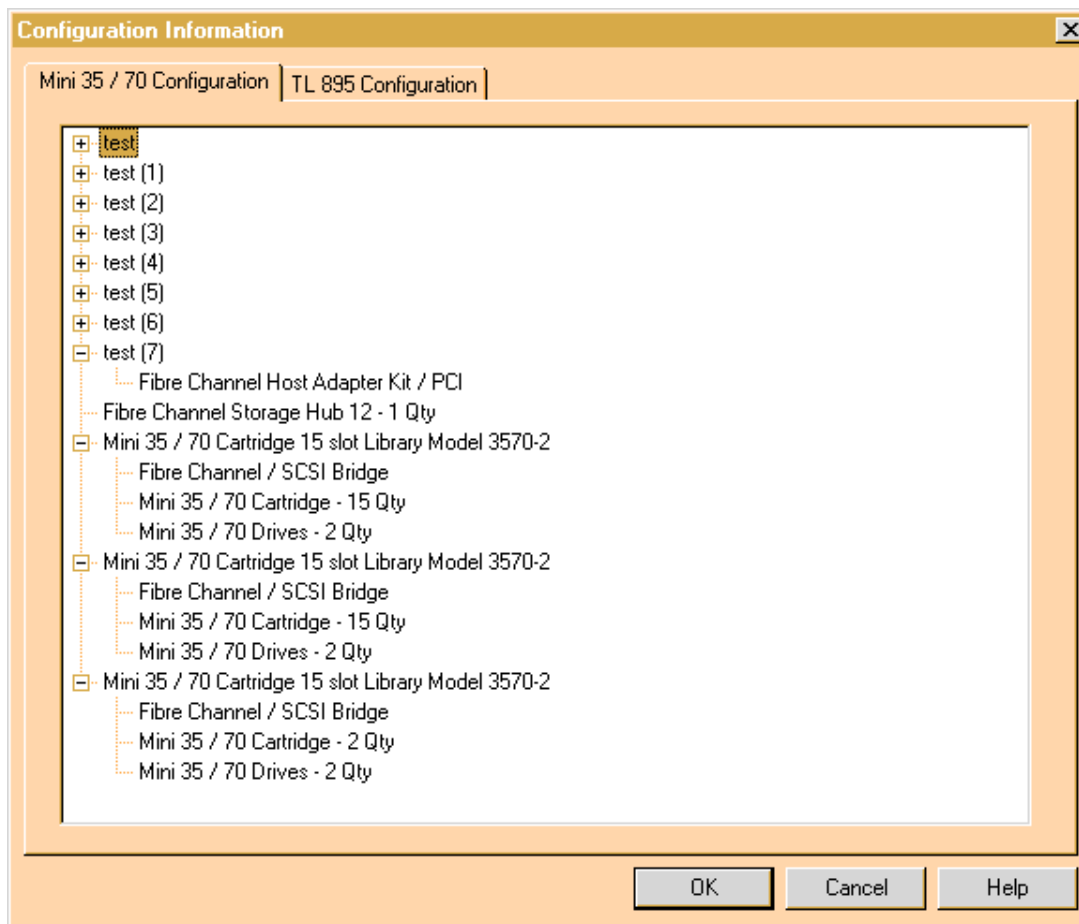 Configuration Information
Mini 35 / 70 Configuration
TL 895 Configuration
test
test (1)
test (2)
test (3)
test (4)
test (5)
test (6)
test (7)
Fibre Channel Host Adapter Kit / PCI
Fibre Channel Storage Hub 12 - 1 Qty
Mini 35 / 70 Cartridge 15 slot Library Model 3570-2
Fibre Channel / SCSI Bridge
Mini 35 / 70 Cartridge - 15 Qty
Mini 35 / 70 Drives - 2 Qty
Mini 35 / 70 Cartridge 15 slot Library Model 3570-2
Fibre Channel / SCSI Bridge
Mini 35 / 70 Cartridge - 15 Qty
Mini 35 / 70 Drives - 2 Qty
Mini 35 / 70 Cartridge 15 slot Library Model 3570-2
Fibre Channel / SCSI Bridge
Mini 35 / 70 Cartridge - 2 Qty
Mini 35 / 70 Drives - 2 Qty
OK
Cancel
Help